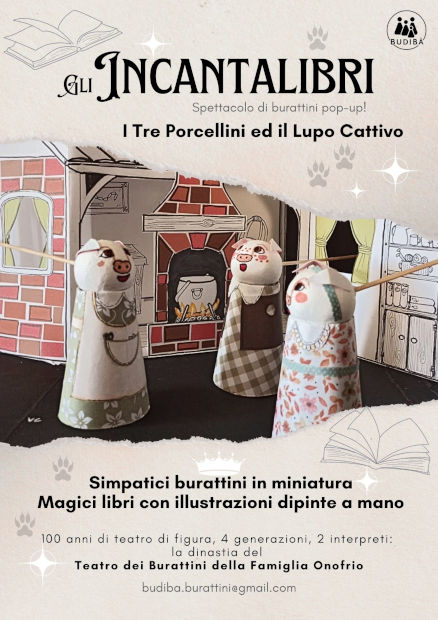 BUDIBÀ
Gli Incantalibri
Spettacolo di burattini pop-up!
I Tre Porcellini ed il Lupo Cattivo
Simpatici burattini in miniatura
Magici libri con illustrazioni dipinte a mano
100 anni di teatro di figura, 4 generazioni, 2 interpreti:
la dinastia del
Teatro dei Burattini della Famiglia Onofrio
budiba.burattini@gmail.com